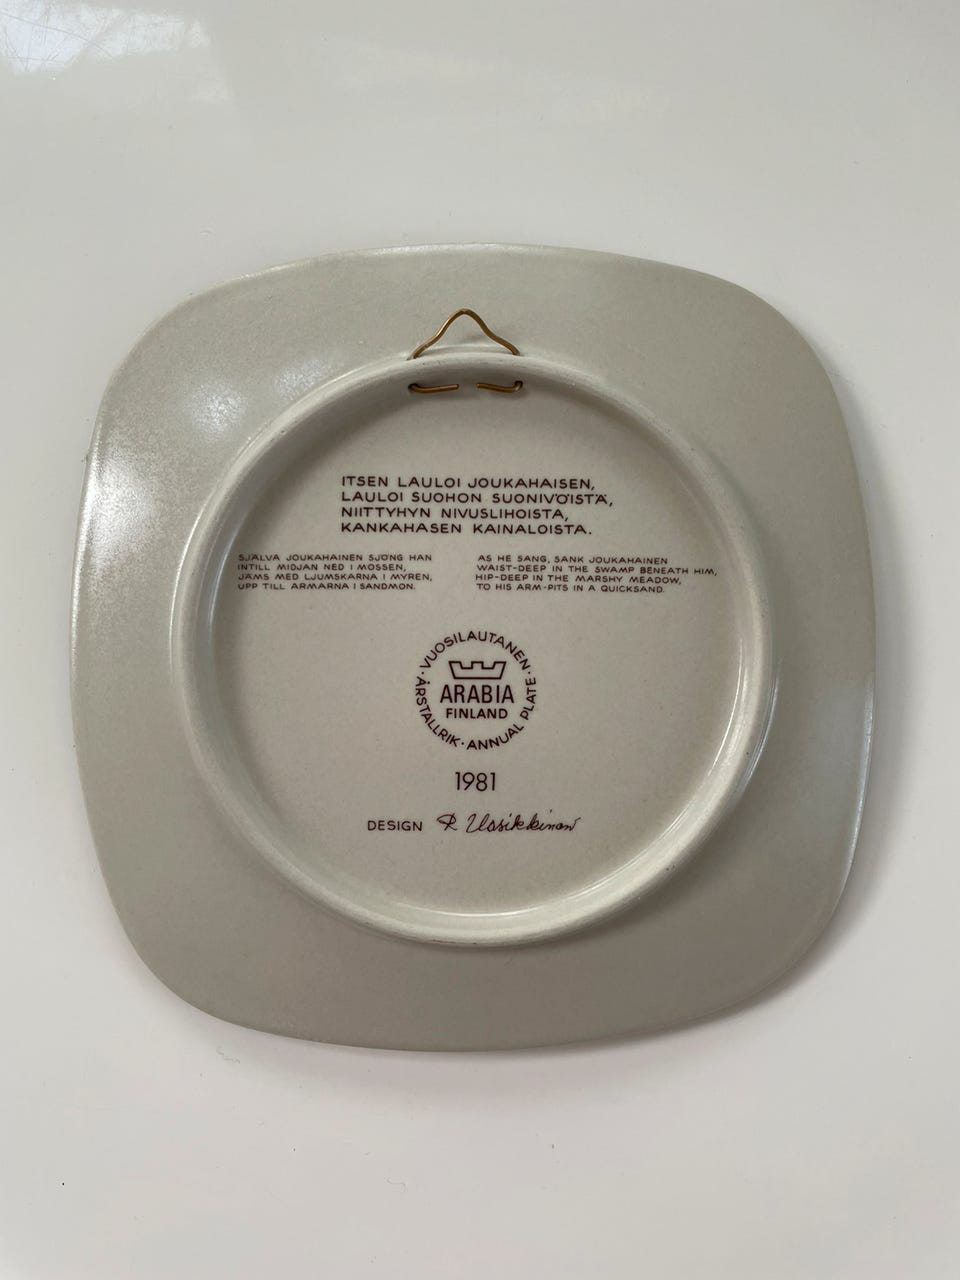 ITSEN LAULOI JOUKAHAISEN,
LAULOI SUOHON SUONIVÖISTÄ,
NIITTYHYN NIVUSLIHOISTA,
KANKAHASEN KAINALOISTA.
SJÄLVA JOUKAHAINEN SJÖNG HAN
INTILL MIDJAN NED I MOSSEN,
JÄMS MED LJUMSKARNA I MYREN,
UPP TILL ARMARNA I SANDMON.
AS HE SANG, SANK JOUKAHAINEN
WAIST-DEEP IN THE SWAMP BENEATH HIM,
HIP-DEEP IN THE MARSHY MEADOW,
TO HIS ARM-PITS IN A QUICKSAND.
· VUOSILAUTANEN · ANNUAL PLATE · ÅRSTALLRIK
ARABIA
FINLAND
1981
DESIGN R. Uosikkinen